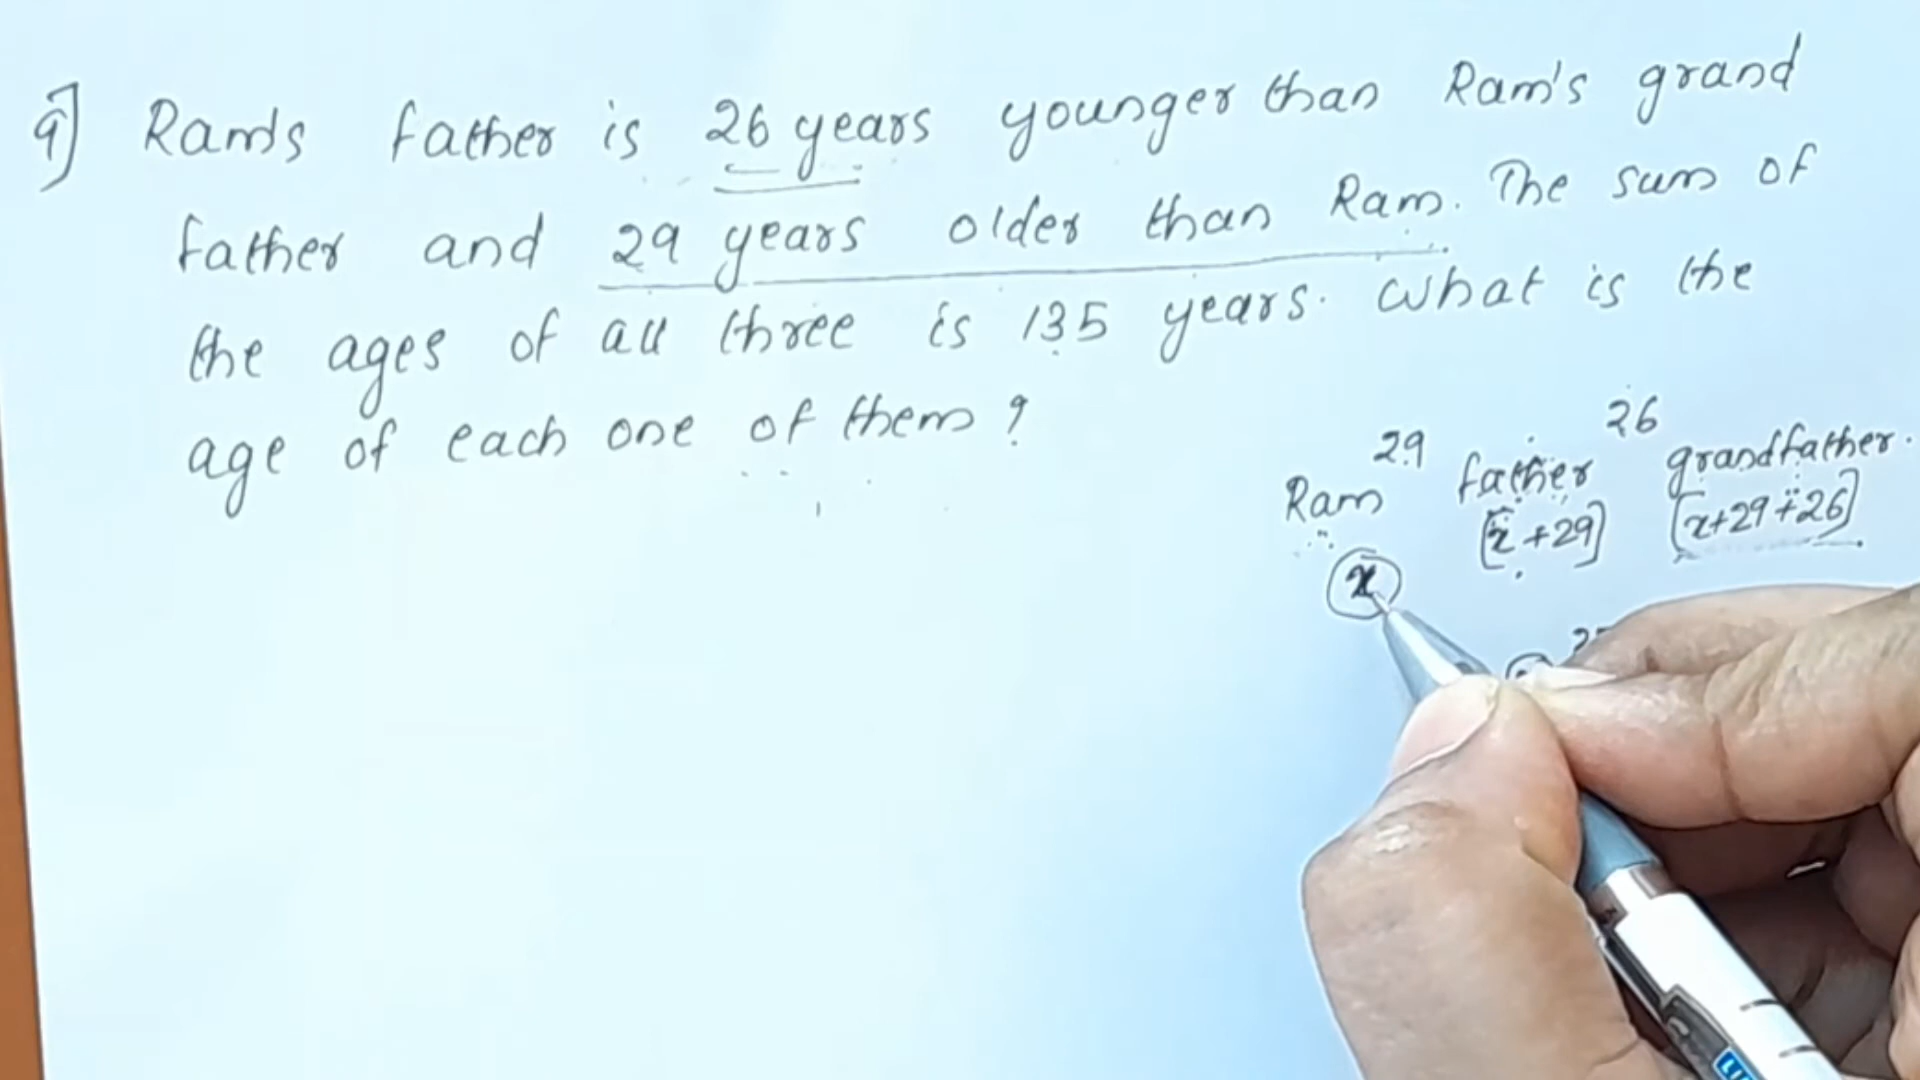 9] Ram's father is 26 years younger than Ram's grand
father and 29 years older than Ram. The sum of
the ages of all three is 135 years. What is the
age of each one of them ?
29 26
Ram father grandfather.
[x+29] [x+29+26]
x